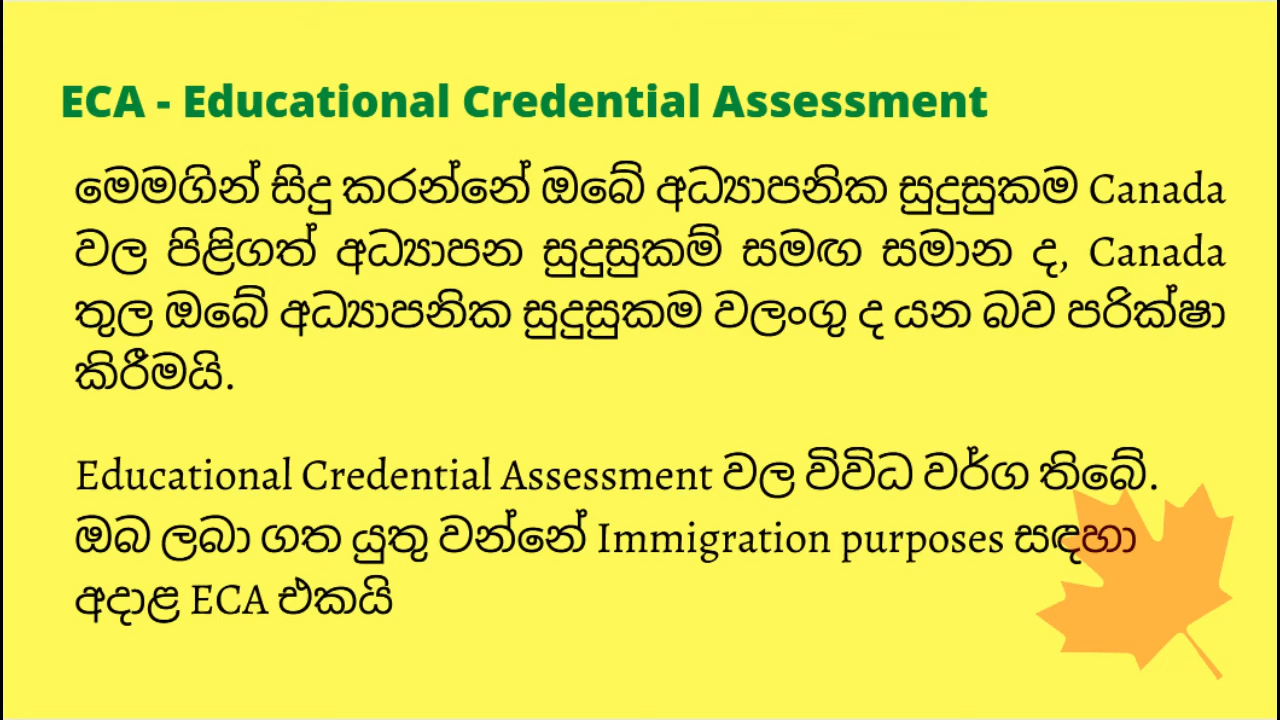 ECA - Educational Credential Assessment
මෙමගින් සිදු කරන්නේ ඔබේ අධ්‍යාපනික සුදුසුකම Canada
වල පිළිගත් අධ්‍යාපන සුදුසුකම් සමඟ සමාන ද, Canada
තුල ඔබේ අධ්‍යාපනික සුදුසුකම වලංගු ද යන බව පරික්ෂා
කිරීමයි.
Educational Credential Assessment වල විවිධ වර්ග තිබේ.
ඔබ ලබා ගත යුතු වන්නේ Immigration purposes සඳහා
අදාළ ECA එකයි